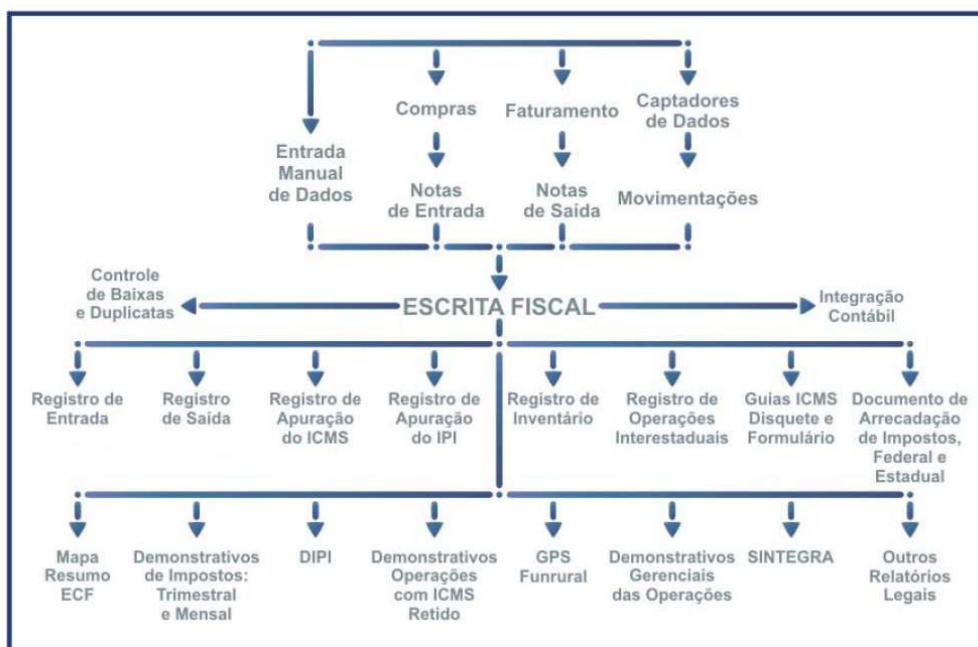 Compras
Faturamento
Captadores
de Dados
Entrada
Manual
de Dados
Notas
de Entrada
Notas
de Saída
Movimentações
Controle
de Baixas
e Duplicatas
ESCRITA FISCAL
Integração
Contábil
Registro de
Entrada
Registro
de Saída
Registro de
Apuração
do ICMS
Registro de
Apuração
do IPI
Registro de
Inventário
Registro de
Operações
Interestaduais
Guias ICMS
Disquete e
Formulário
Documento de
Arrecadação
de Impostos,
Federal e
Estadual
Mapa
Resumo
ECF
Demonstrativos
de Impostos:
Trimestral
e Mensal
DIPI
Demonstrativos
Operações
com ICMS
Retido
GPS
Funrural
Demonstrativos
Gerenciais
das Operações
SINTEGRA
Outros
Relatórios
Legais